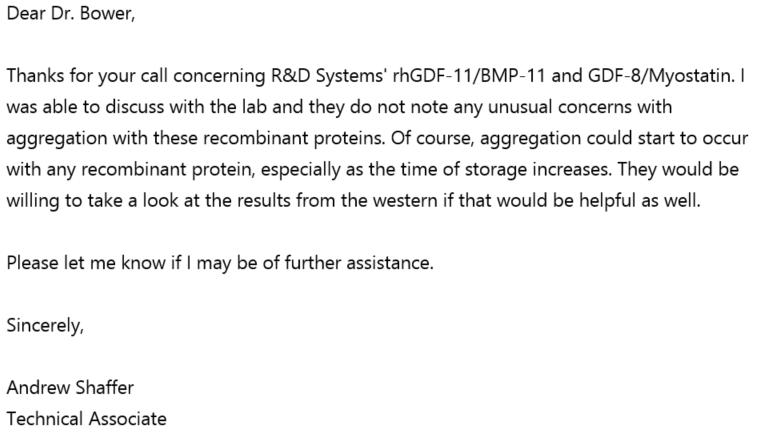 Dear Dr. Bower,
Thanks for your call concerning R&D Systems' rhGDF-11/BMP-11 and GDF-8/Myostatin. I
was able to discuss with the lab and they do not note any unusual concerns with
aggregation with these recombinant proteins. Of course, aggregation could start to occur
with any recombinant protein, especially as the time of storage increases. They would be
willing to take a look at the results from the western if that would be helpful as well.
Please let me know if I may be of further assistance.
Sincerely,
Andrew Shaffer
Technical Associate